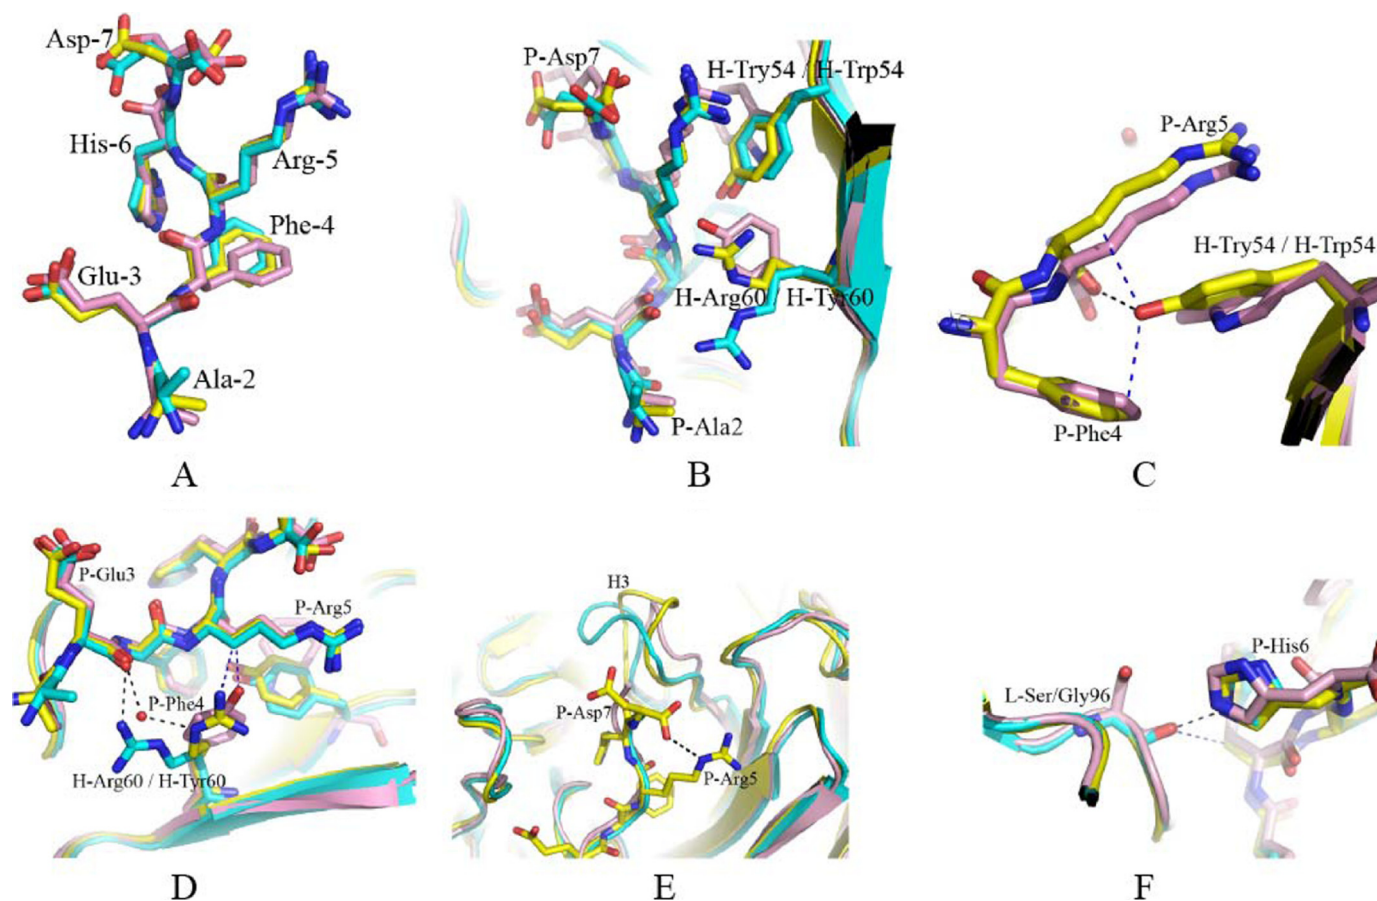 Asp-7
His-6
Arg-5
Phe-4
Glu-3
Ala-2
A
P-Asp7
H-Try54 / H-Trp54
H-Arg60 / H-Tyr60
P-Ala2
B
P-Arg5
H-Try54 / H-Trp54
P-Phe4
C
P-Glu3
P-Arg5
P-Phe4
H-Arg60 / H-Tyr60
D
H3
P-Asp7
P-Arg5
E
P-His6
L-Ser/Gly96
F